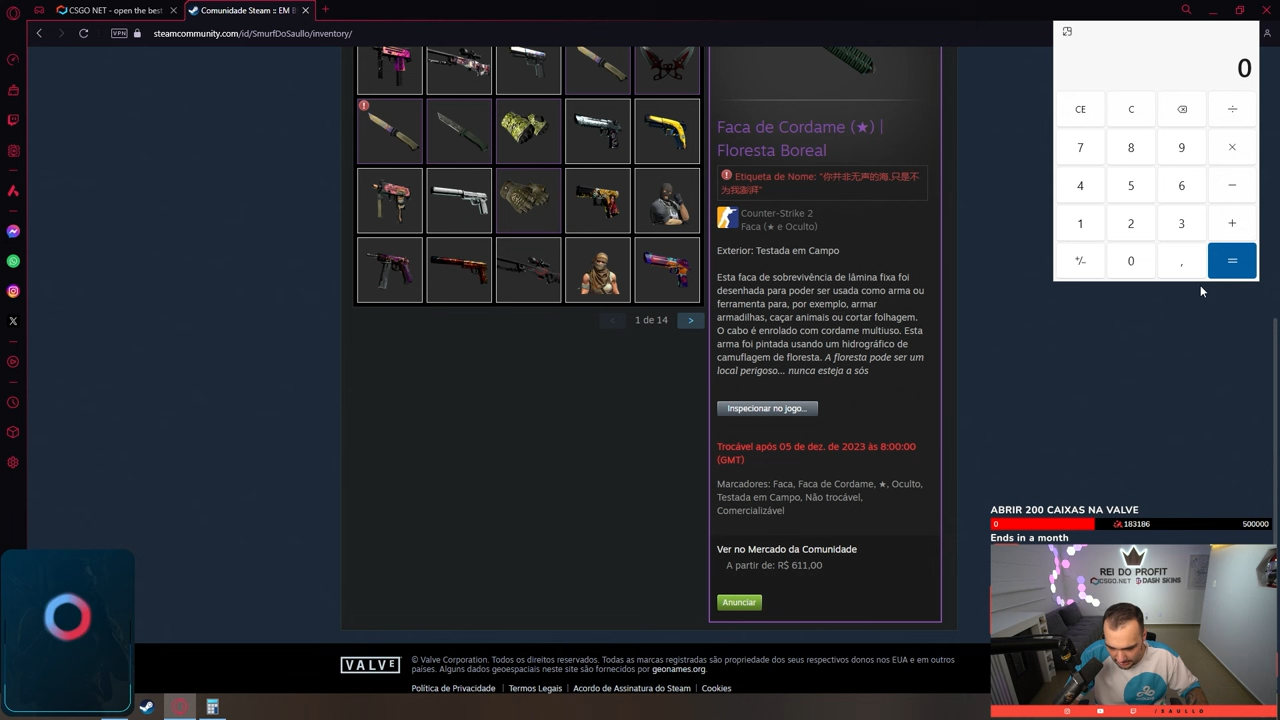 CSGO NET - open the best
Comunidade Steam :: EM B
VPN
steamcommunity.com/id/SmurfDoSaullo/inventory/
0
CE C ÷
7 8 9 ×
4 5 6 −
1 2 3 +
+/− 0 , =
Faca de Cordame (★) |
Floresta Boreal
Etiqueta de Nome: "你并非无声的海,只是不
为我澎湃"
Counter-Strike 2
Faca (★ e Oculto)
Exterior: Testada em Campo
Esta faca de sobrevivência de lâmina fixa foi
desenhada para poder ser usada como arma ou
ferramenta para, por exemplo, armar
armadilhas, caçar animais ou cortar folhagem.
O cabo é enrolado com cordame multiuso. Esta
arma foi pintada usando um hidrográfico de
camuflagem de floresta. A floresta pode ser um
local perigoso... nunca esteja a sós
< 1 de 14 >
Inspecionar no jogo...
Trocável após 05 de dez. de 2023 às 8:00:00
(GMT)
Marcadores: Faca, Faca de Cordame, ★, Oculto,
Testada em Campo, Não trocável,
Comercializável
Ver no Mercado da Comunidade
A partir de: R$ 611,00
Anunciar
VALVE
© Valve Corporation. Todos os direitos reservados. Todas as marcas registradas são propriedade dos seus respectivos donos nos EUA e em outros
países. Alguns dados geoespaciais neste site são fornecidos por geonames.org.
Política de Privacidade | Termos Legais | Acordo de Assinatura do Steam | Cookies
ABRIR 200 CAIXAS NA VALVE
0 183186 500000
Ends in a month
REI DO PROFIT
CSGO.NET DASH SKINS
/SAULLO